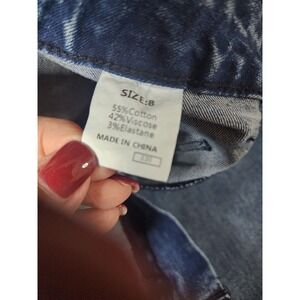 SIZE:8
55%Cotton
42%Viscose
3%Elastane
MADE IN CHINA